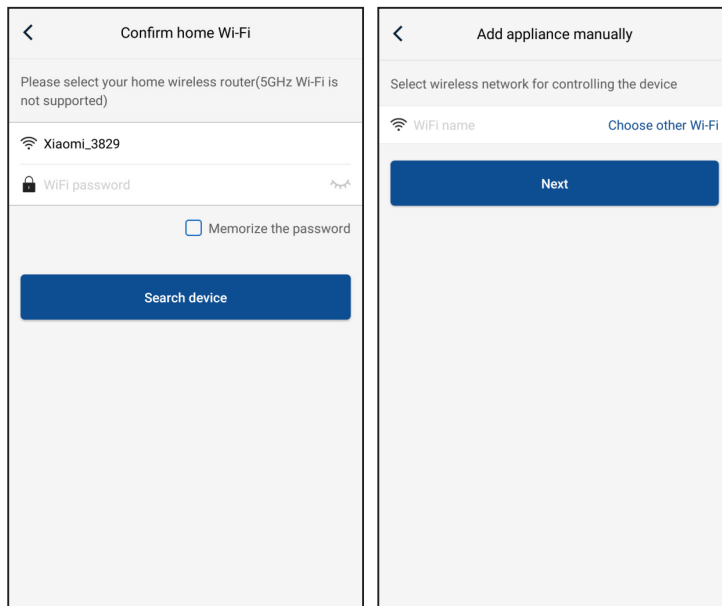 Confirm home Wi-Fi
Please select your home wireless router(5GHz Wi-Fi is
not supported)
Xiaomi_3829
WiFi password
Memorize the password
Search device
Add appliance manually
Select wireless network for controlling the device
WiFi name
Choose other Wi-Fi
Next